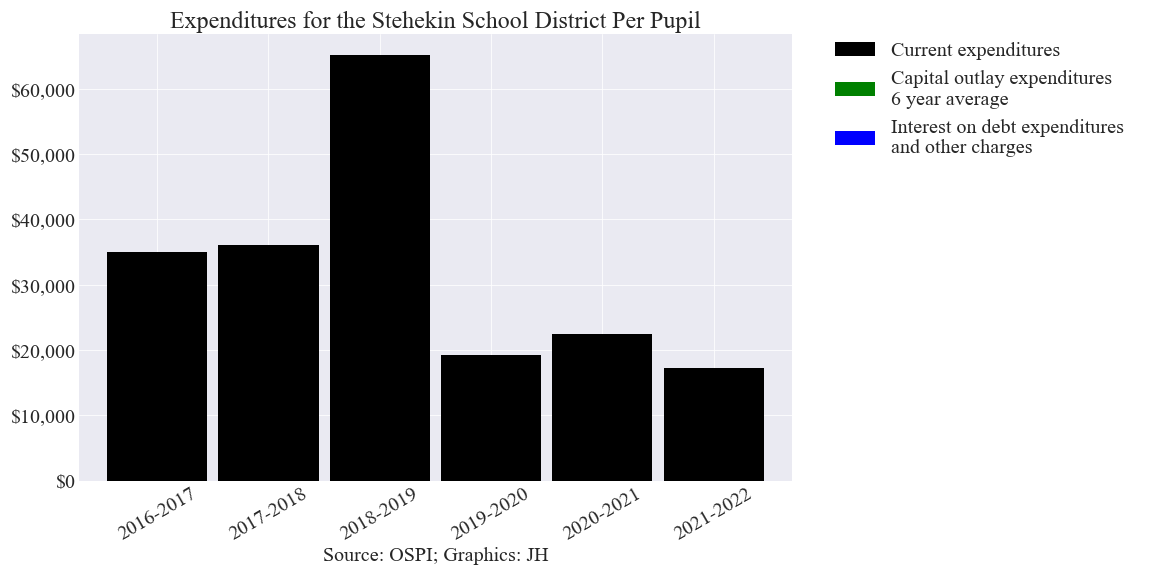 Expenditures for the Stehekin School District Per Pupil
Current expenditures
Capital outlay expenditures
6 year average
Interest on debt expenditures
and other charges
$60,000
$50,000
$40,000
$30,000
$20,000
$10,000
$0
2016-2017
2017-2018
2018-2019
2019-2020
2020-2021
2021-2022
Source: OSPI; Graphics: JH